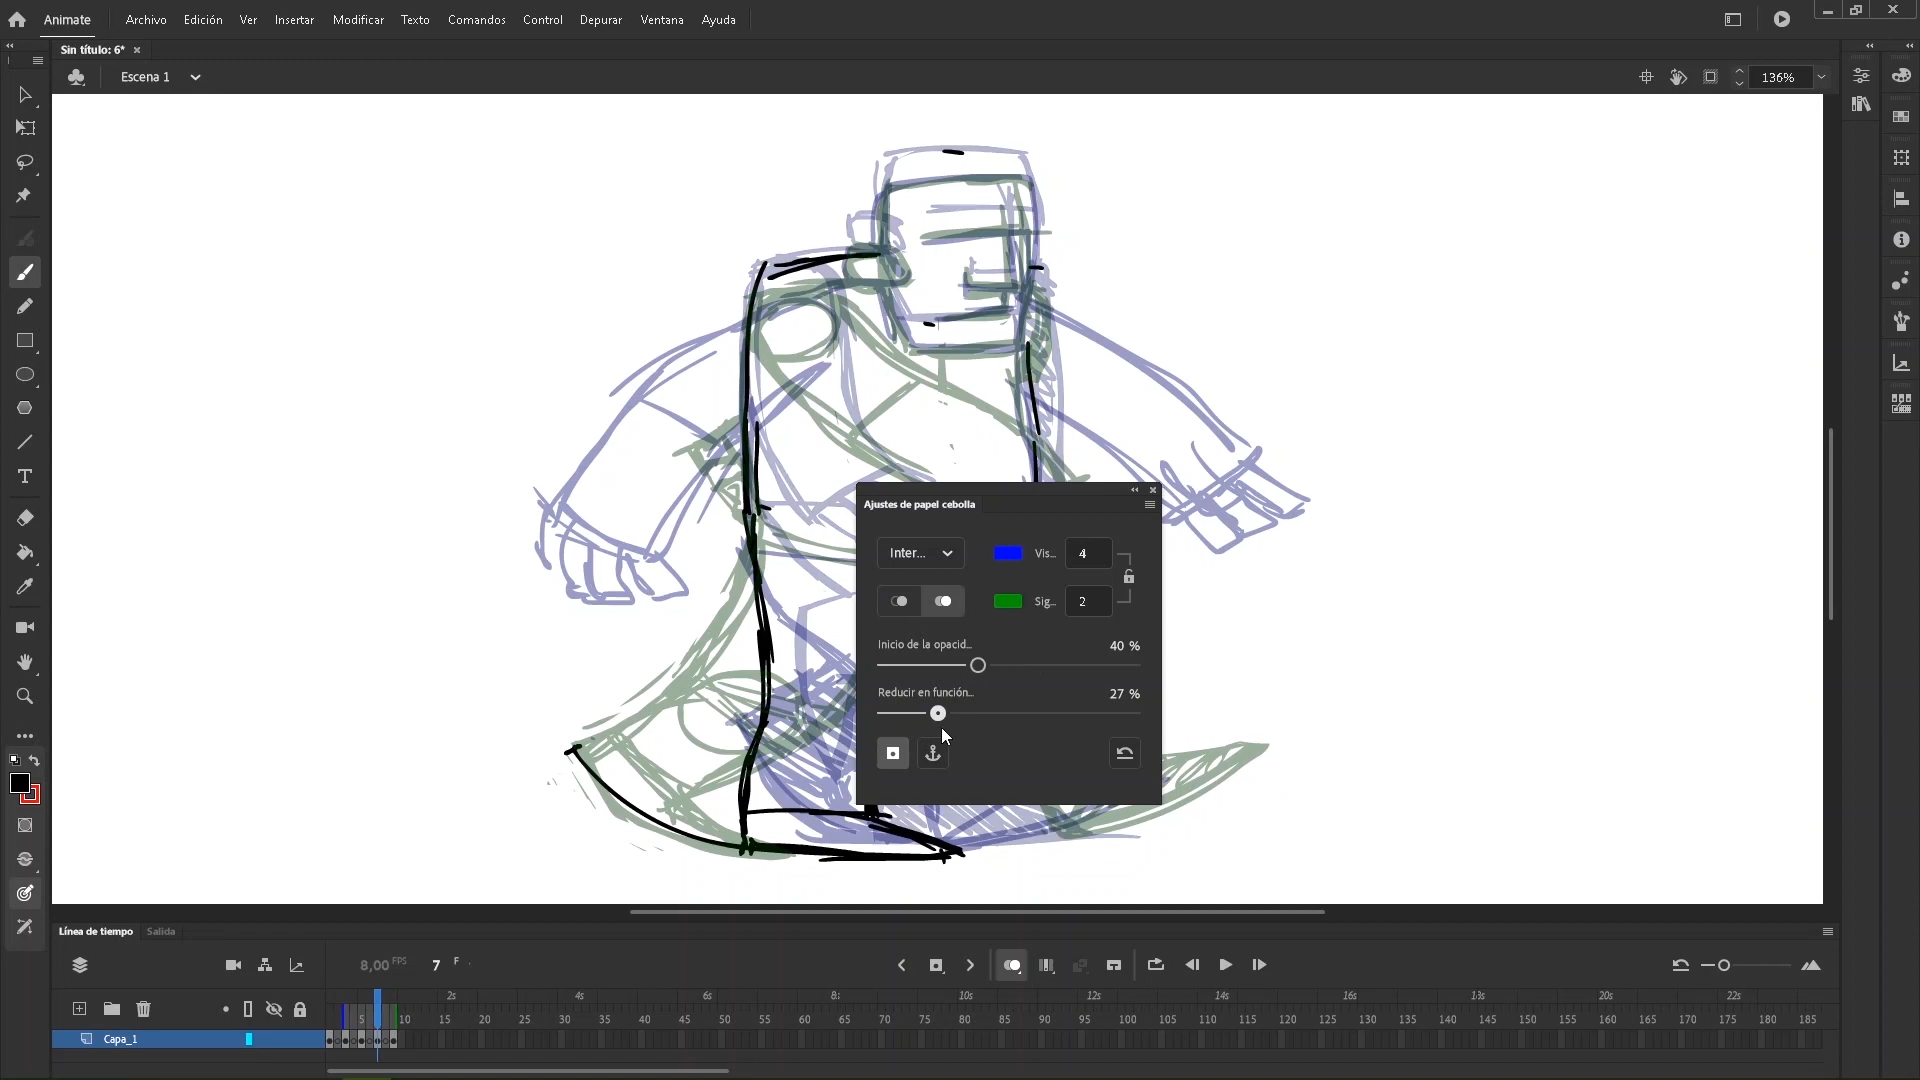 Animate Archivo Edición Ver Insertar Modificar Texto Comandos Control Depurar Ventana Ayuda
Sin título: 6*
Escena 1 136%
Ajustes de papel cebolla
Inter... Vis... 4
Sig... 2
Inicio de la opacid... 40 %
Reducir en función... 27 %
Línea de tiempo Salida
8,00 FPS 7 F
2s 4s 6s 8s 10s 12s 14s 16s 18s 20s 22s
5 10 15 20 25 30 35 40 45 50 55 60 65 70 75 80 85 90 95 100 105 110 115 120 125 130 135 140 145 150 155 160 165 170 175 180 185
Capa_1